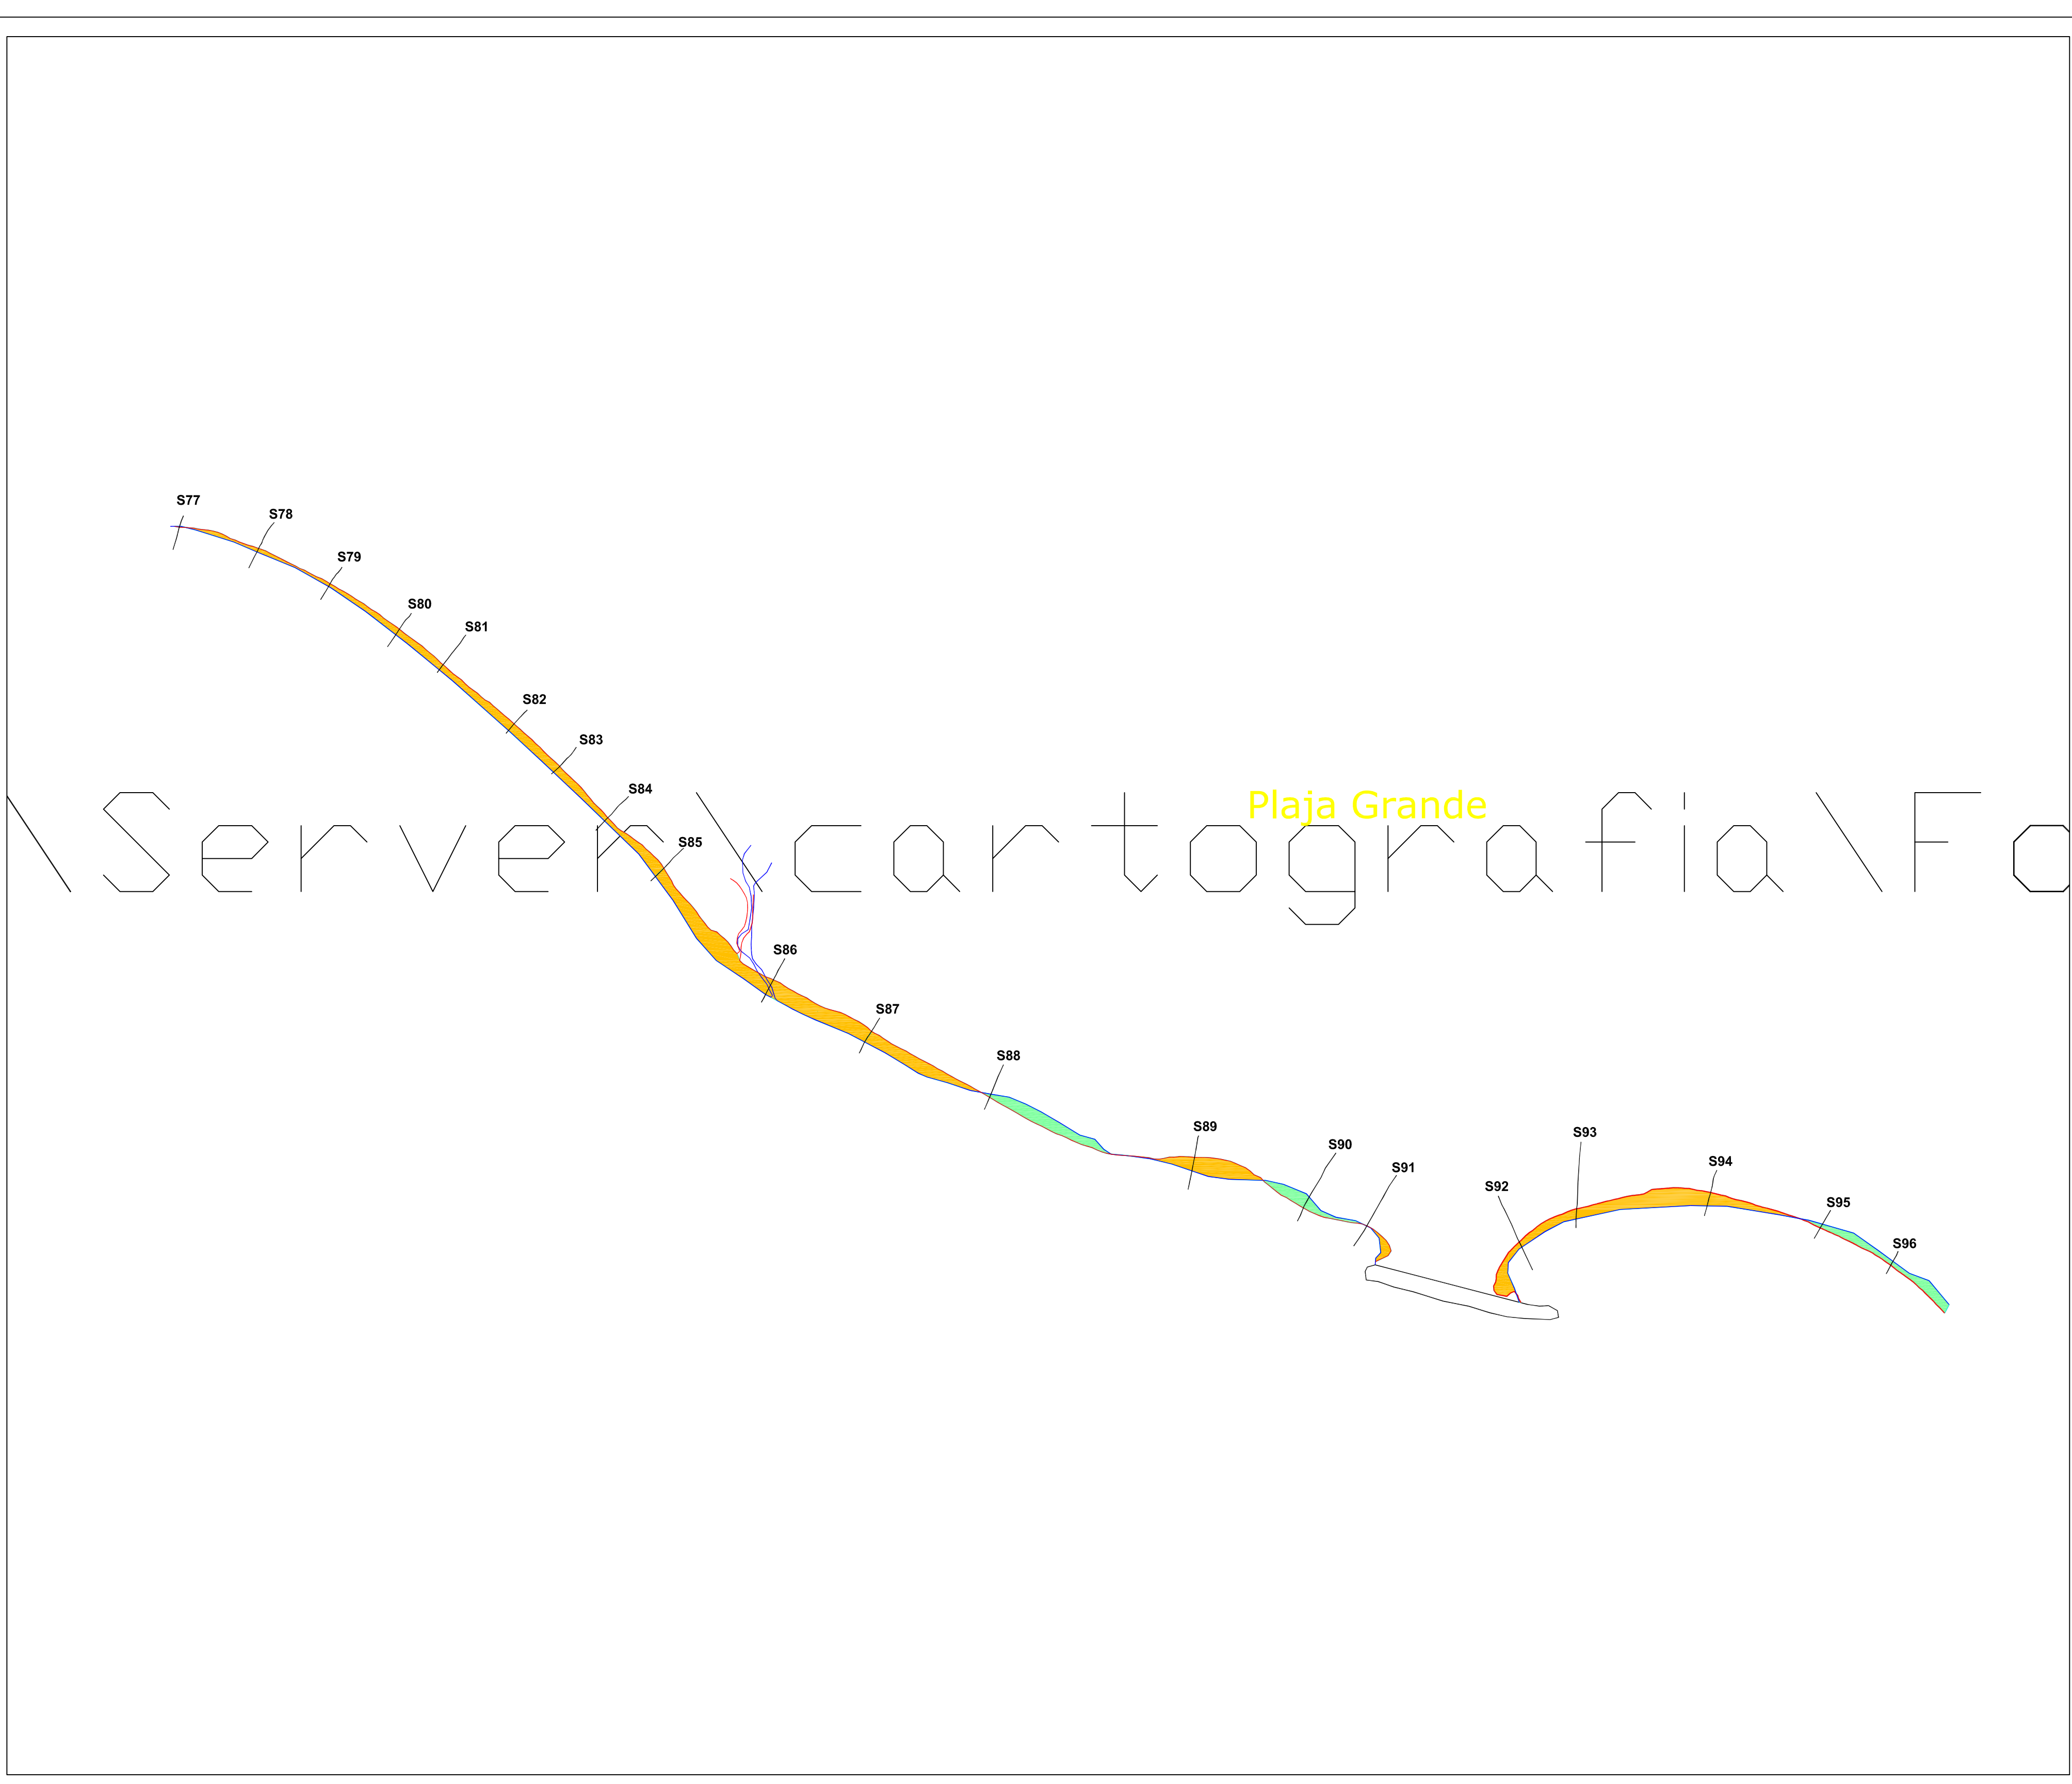 S77
S78
S79
S80
S81
S82
S83
S84
\Server\cartografia\Fo
Plaja Grande
S85
S86
S87
S88
S89
S90
S91
S92
S93
S94
S95
S96